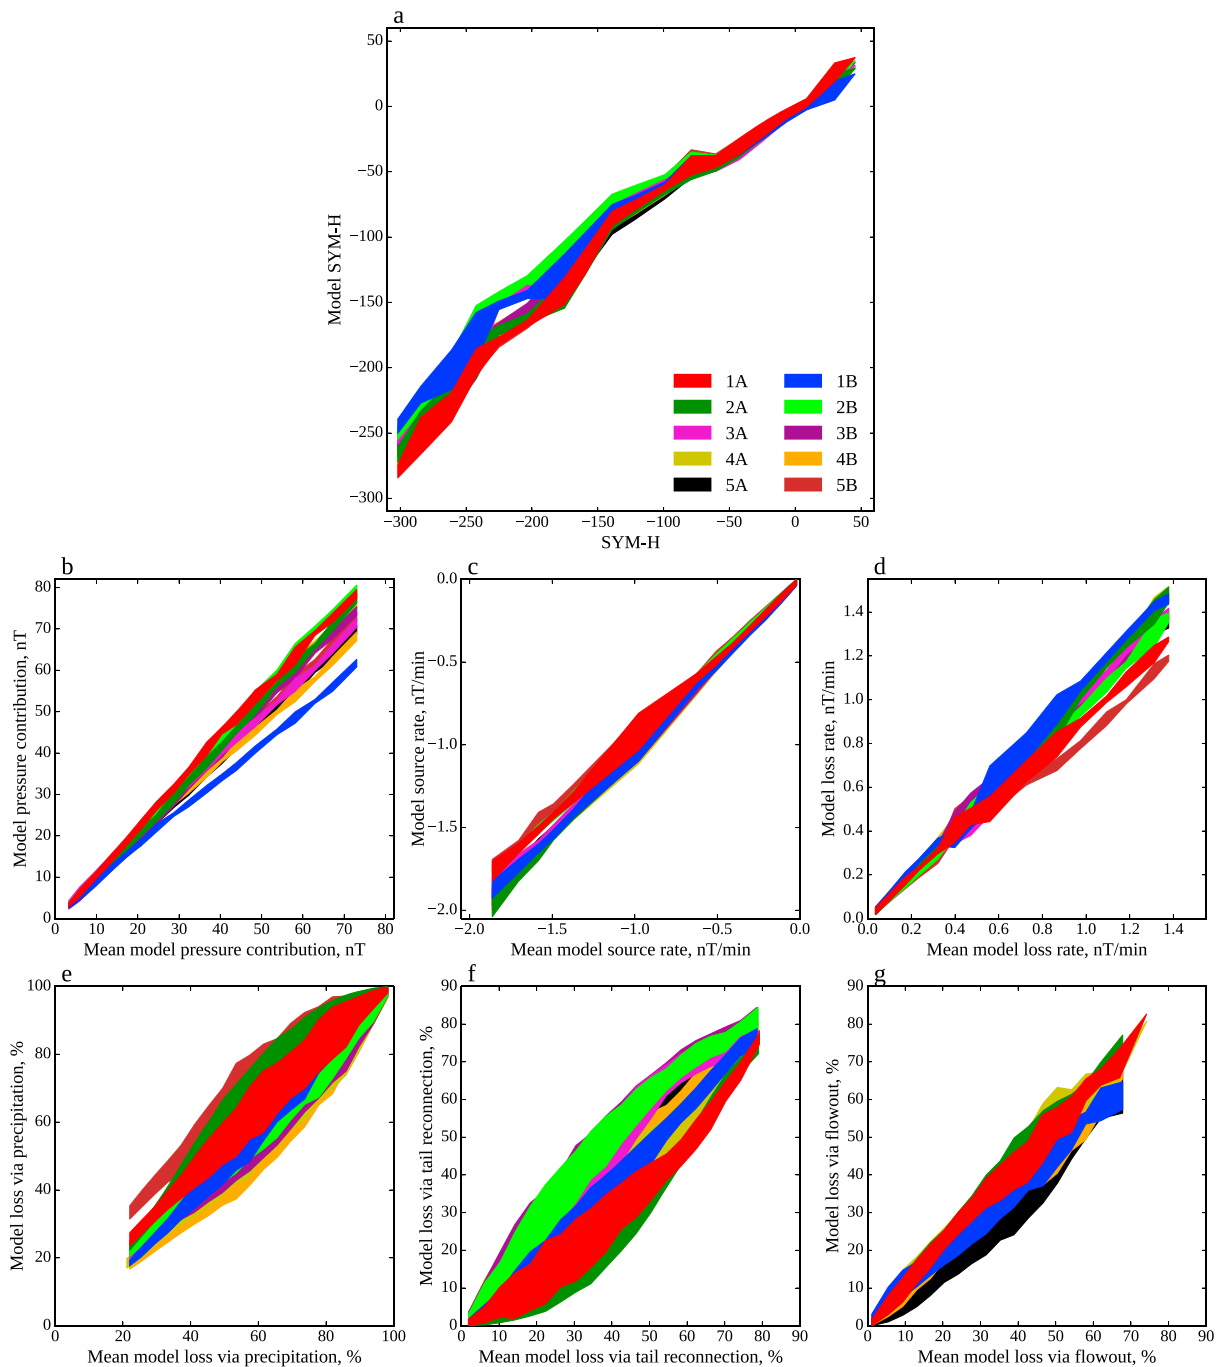 a
50
0
−50
−100
−150
−200
−250
−300
Model SYM-H
1A 1B
2A 2B
3A 3B
4A 4B
5A 5B
−300 −250 −200 −150 −100 −50 0 50
SYM-H
b
80
70
60
50
40
30
20
10
0
Model pressure contribution, nT
0 10 20 30 40 50 60 70 80
Mean model pressure contribution, nT
c
0.0
−0.5
−1.0
−1.5
−2.0
Model source rate, nT/min
−2.0 −1.5 −1.0 −0.5 0.0
Mean model source rate, nT/min
d
1.4
1.2
1.0
0.8
0.6
0.4
0.2
0.0
Model loss rate, nT/min
0.0 0.2 0.4 0.6 0.8 1.0 1.2 1.4
Mean model loss rate, nT/min
e
100
80
60
40
20
0
Model loss via precipitation, %
0 20 40 60 80 100
Mean model loss via precipitation, %
f
90
80
70
60
50
40
30
20
10
0
Model loss via tail reconnection, %
0 10 20 30 40 50 60 70 80 90
Mean model loss via tail reconnection, %
g
90
80
70
60
50
40
30
20
10
0
Model loss via flowout, %
0 10 20 30 40 50 60 70 80 90
Mean model loss via flowout, %